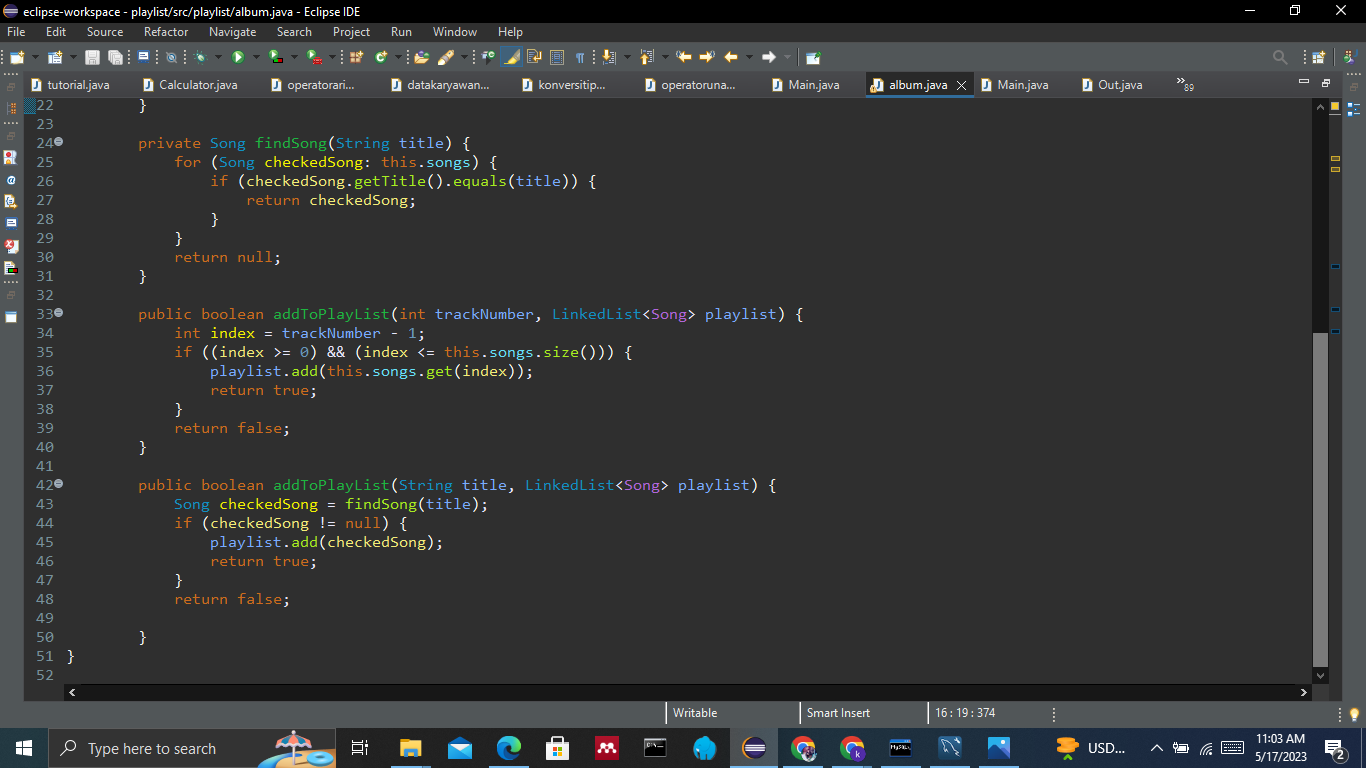 eclipse-workspace - playlist/src/playlist/album.java - Eclipse IDE
File Edit Source Refactor Navigate Search Project Run Window Help
tutorial.java Calculator.java operatorari... datakaryawan... konversitip... operatoruna... Main.java album.java Main.java Out.java »89
22 }
23
24 private Song findSong(String title) {
25 for (Song checkedSong: this.songs) {
26 if (checkedSong.getTitle().equals(title)) {
27 return checkedSong;
28 }
29 }
30 return null;
31 }
32
33 public boolean addToPlayList(int trackNumber, LinkedList<Song> playlist) {
34 int index = trackNumber - 1;
35 if ((index >= 0) && (index <= this.songs.size())) {
36 playlist.add(this.songs.get(index));
37 return true;
38 }
39 return false;
40 }
41
42 public boolean addToPlayList(String title, LinkedList<Song> playlist) {
43 Song checkedSong = findSong(title);
44 if (checkedSong != null) {
45 playlist.add(checkedSong);
46 return true;
47 }
48 return false;
49
50 }
51 }
52
Writable Smart Insert 16 : 19 : 374
Type here to search USD... 11:03 AM
5/17/2023 2